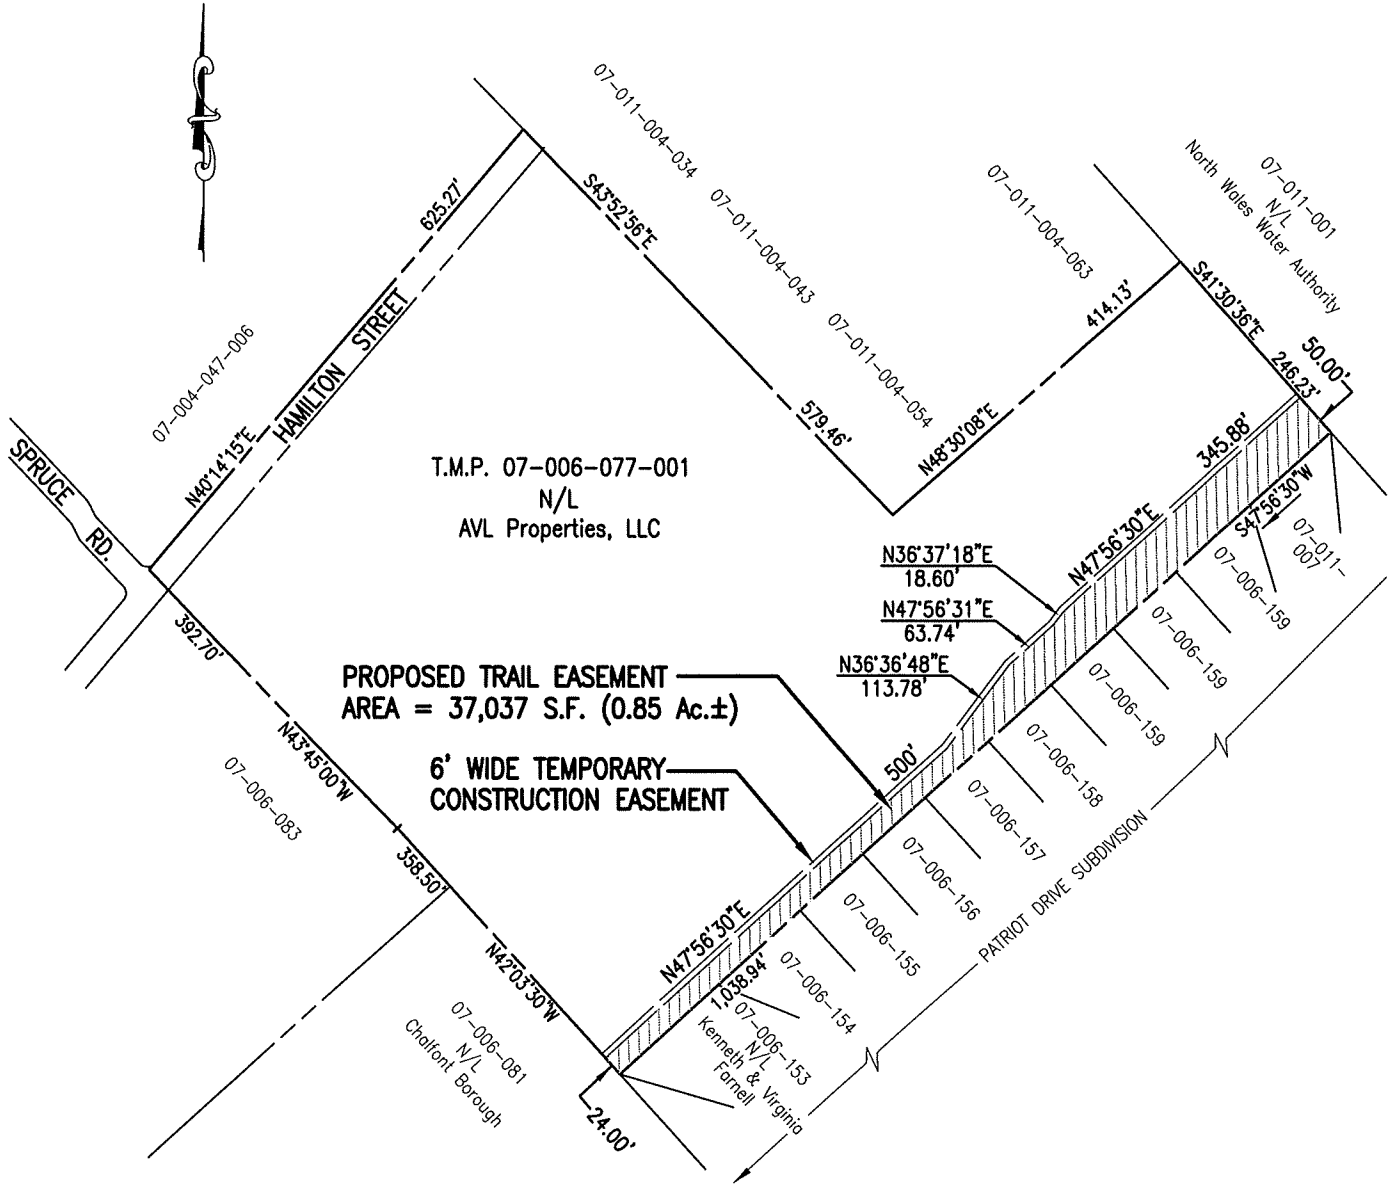 07-011-004-034
07-011-004-043
07-011-004-054
07-011-004-063
07-011-001
N/L
North Wales Water Authority
625.27'
S43°52'56"E
579.46'
414.13'
N48°30'08"E
S41°30'36"E
246.23'
50.00'
07-004-047-006
HAMILTON STREET
N40°14'15"E
SPRUCE RD.
T.M.P. 07-006-077-001
N/L
AVL Properties, LLC
345.88'
S47°56'30"W
N47°56'30"E
N36°37'18"E
18.60'
N47°56'31"E
63.74'
N36°36'48"E
113.78'
07-011-
007
07-006-159
07-006-159
07-006-159
07-006-158
07-006-157
07-006-156
07-006-155
07-006-154
07-006-153
N/L
Kenneth & Virginia
Farnell
PATRIOT DRIVE SUBDIVISION
392.70'
N43°45'00"W
07-006-083
PROPOSED TRAIL EASEMENT
AREA = 37,037 S.F. (0.85 Ac.±)
6' WIDE TEMPORARY
CONSTRUCTION EASEMENT
500'
358.50'
N42°03'30"W
N47°56'30"E
1,038.94'
07-006-081
N/L
Chalfont Borough
24.00'